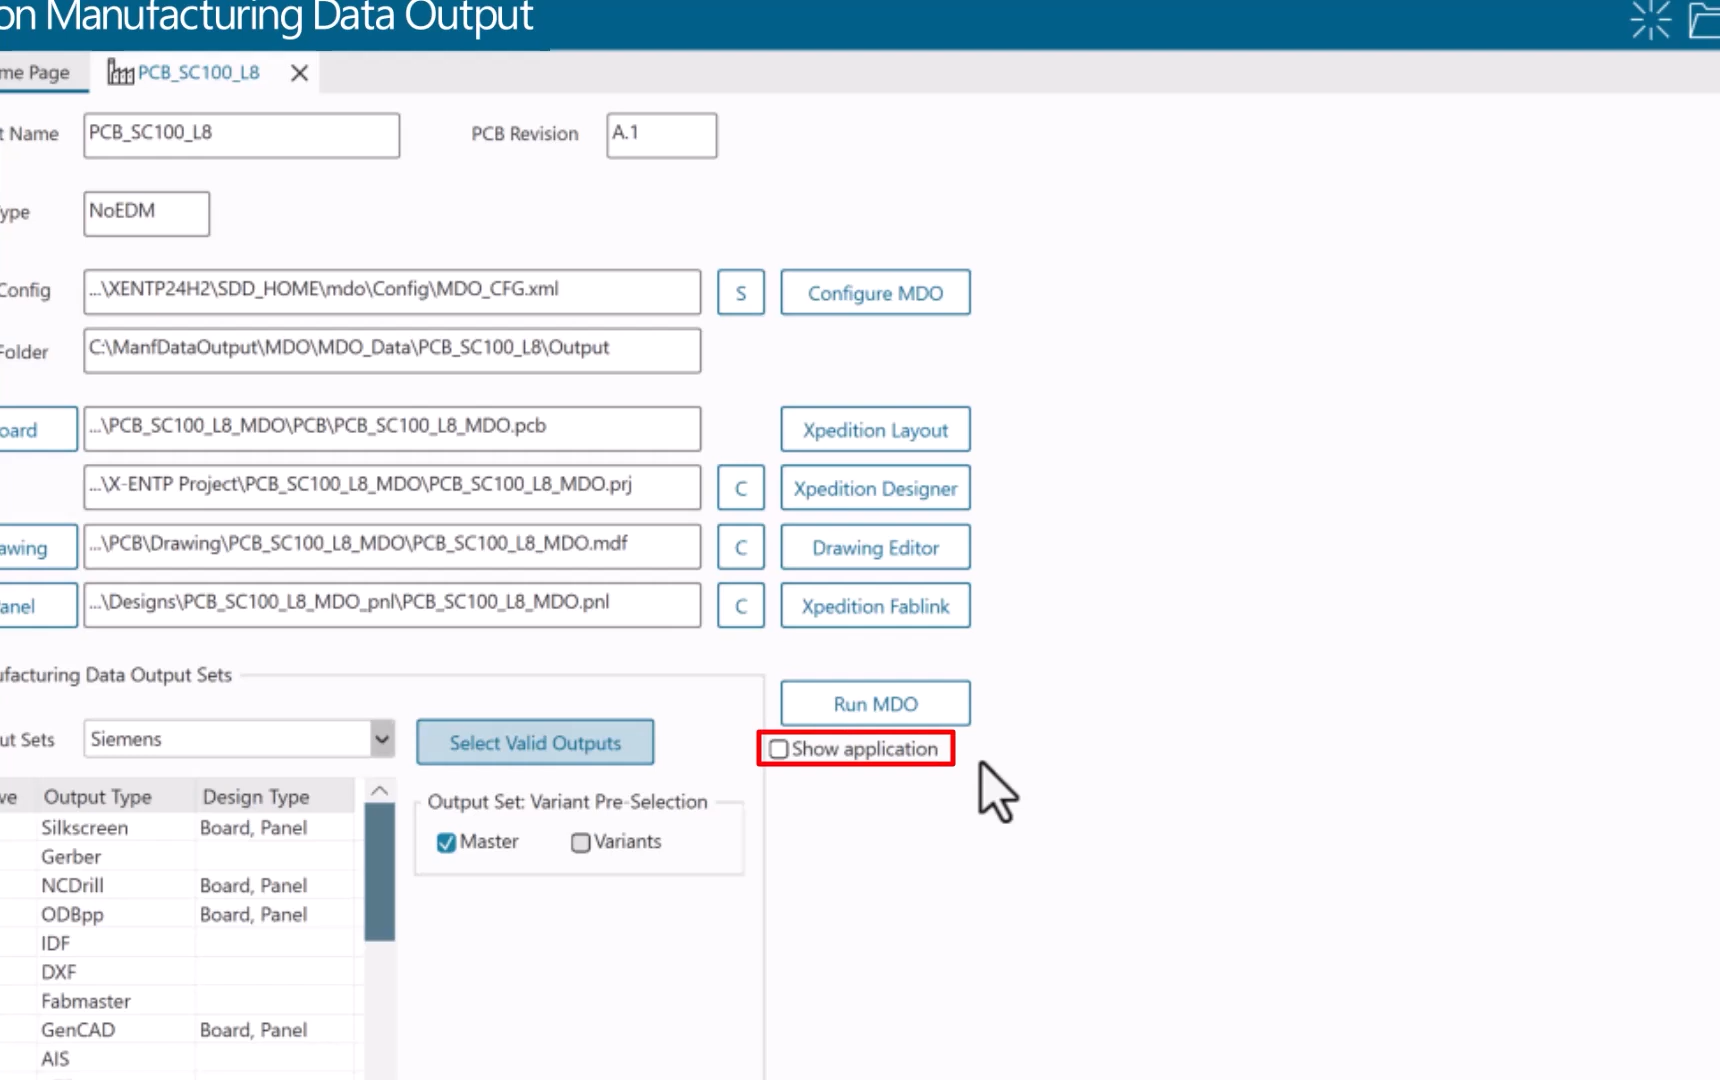 on Manufacturing Data Output
me Page PCB_SC100_L8
t Name PCB_SC100_L8 PCB Revision A.1
ype NoEDM
Config ...\XENTP24H2\SDD_HOME\mdo\Config\MDO_CFG.xml S Configure MDO
Folder C:\ManfDataOutput\MDO\MDO_Data\PCB_SC100_L8\Output
oard ...\PCB_SC100_L8_MDO\PCB\PCB_SC100_L8_MDO.pcb Xpedition Layout
...\X-ENTP Project\PCB_SC100_L8_MDO\PCB_SC100_L8_MDO.prj C Xpedition Designer
awing ...\PCB\Drawing\PCB_SC100_L8_MDO\PCB_SC100_L8_MDO.mdf C Drawing Editor
anel ...\Designs\PCB_SC100_L8_MDO_pnl\PCB_SC100_L8_MDO.pnl C Xpedition Fablink
ufacturing Data Output Sets
Run MDO
ut Sets Siemens Select Valid Outputs Show application
ve Output Type Design Type
Output Set: Variant Pre-Selection
Silkscreen Board, Panel
Master Variants
Gerber
NCDrill Board, Panel
ODBpp Board, Panel
IDF
DXF
Fabmaster
GenCAD Board, Panel
AIS